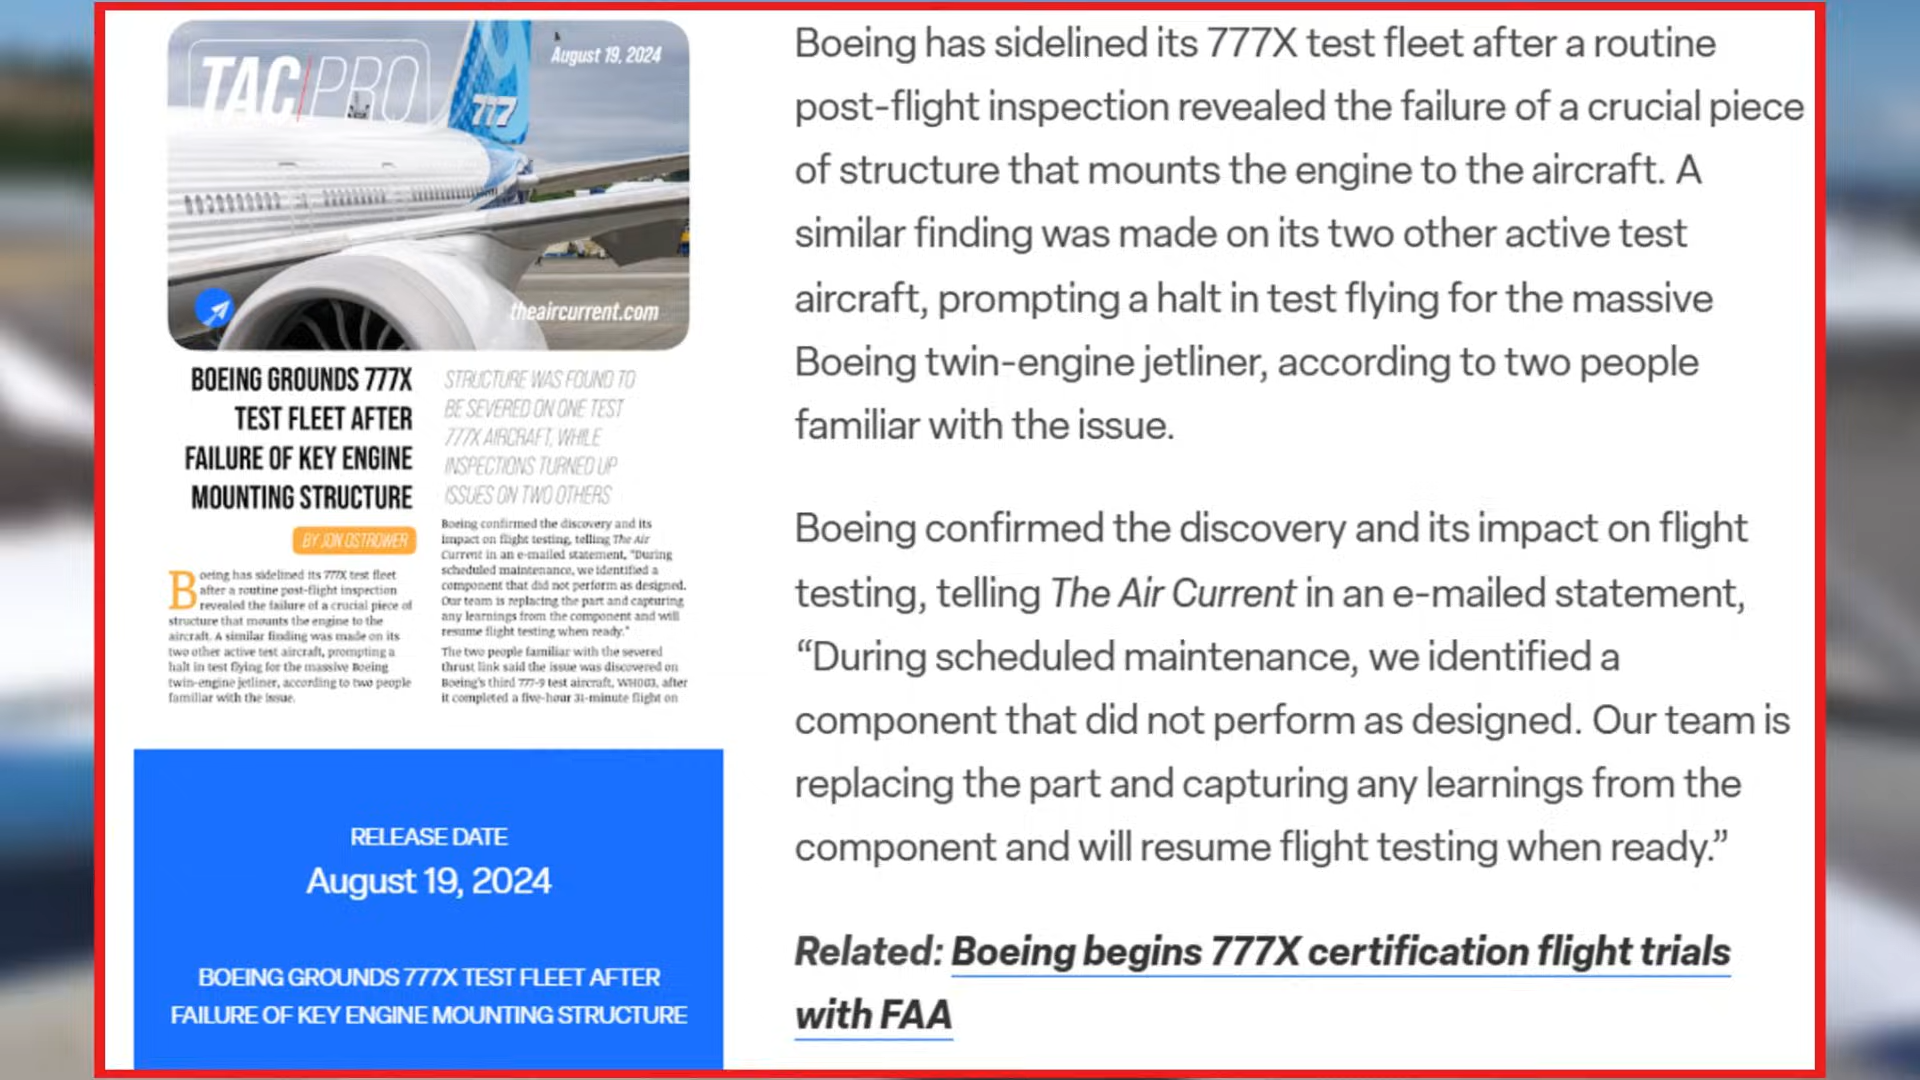 TAC/PRO
August 19, 2024
777
theaircurrent.com
BOEING GROUNDS 777X
TEST FLEET AFTER
FAILURE OF KEY ENGINE
MOUNTING STRUCTURE
BY JON OSTROWER
Boeing has sidelined its 777X test fleet
after a routine post-flight inspection
revealed the failure of a crucial piece of
structure that mounts the engine to the
aircraft. A similar finding was made on its
two other active test aircraft, prompting a
halt in test flying for the massive Boeing
twin-engine jetliner, according to two people
familiar with the issue.
STRUCTURE WAS FOUND TO
BE SEVERED ON ONE TEST
777X AIRCRAFT, WHILE
INSPECTIONS TURNED UP
ISSUES ON TWO OTHERS
Boeing confirmed the discovery and its
impact on flight testing, telling The Air
Current in an e-mailed statement, "During
scheduled maintenance, we identified a
component that did not perform as designed.
Our team is replacing the part and capturing
any learnings from the component and will
resume flight testing when ready."
The two people familiar with the severed
thrust link said the issue was discovered on
Boeing's third 777-9 test aircraft, WH003, after
it completed a five-hour 31-minute flight on
RELEASE DATE
August 19, 2024
BOEING GROUNDS 777X TEST FLEET AFTER
FAILURE OF KEY ENGINE MOUNTING STRUCTURE
Boeing has sidelined its 777X test fleet after a routine
post-flight inspection revealed the failure of a crucial piece
of structure that mounts the engine to the aircraft. A
similar finding was made on its two other active test
aircraft, prompting a halt in test flying for the massive
Boeing twin-engine jetliner, according to two people
familiar with the issue.
Boeing confirmed the discovery and its impact on flight
testing, telling The Air Current in an e-mailed statement,
“During scheduled maintenance, we identified a
component that did not perform as designed. Our team is
replacing the part and capturing any learnings from the
component and will resume flight testing when ready.”
Related: Boeing begins 777X certification flight trials
with FAA